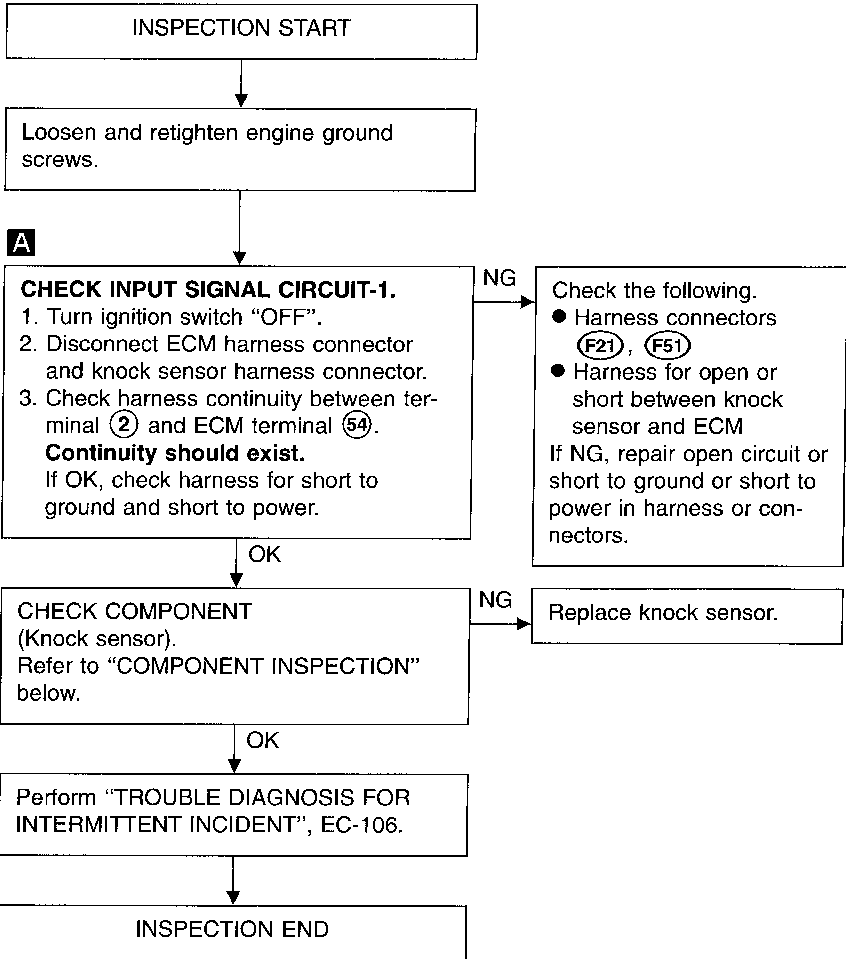 INSPECTION START
Loosen and retighten engine ground
screws.
A
CHECK INPUT SIGNAL CIRCUIT-1.
1. Turn ignition switch “OFF”.
2. Disconnect ECM harness connector
and knock sensor harness connector.
3. Check harness continuity between ter-
minal 2 and ECM terminal 54.
Continuity should exist.
If OK, check harness for short to
ground and short to power.
NG
Check the following.
● Harness connectors
F21, F51
● Harness for open or
short between knock
sensor and ECM
If NG, repair open circuit or
short to ground or short to
power in harness or con-
nectors.
OK
CHECK COMPONENT
(Knock sensor).
Refer to “COMPONENT INSPECTION”
below.
NG
Replace knock sensor.
OK
Perform “TROUBLE DIAGNOSIS FOR
INTERMITTENT INCIDENT”, EC-106.
INSPECTION END